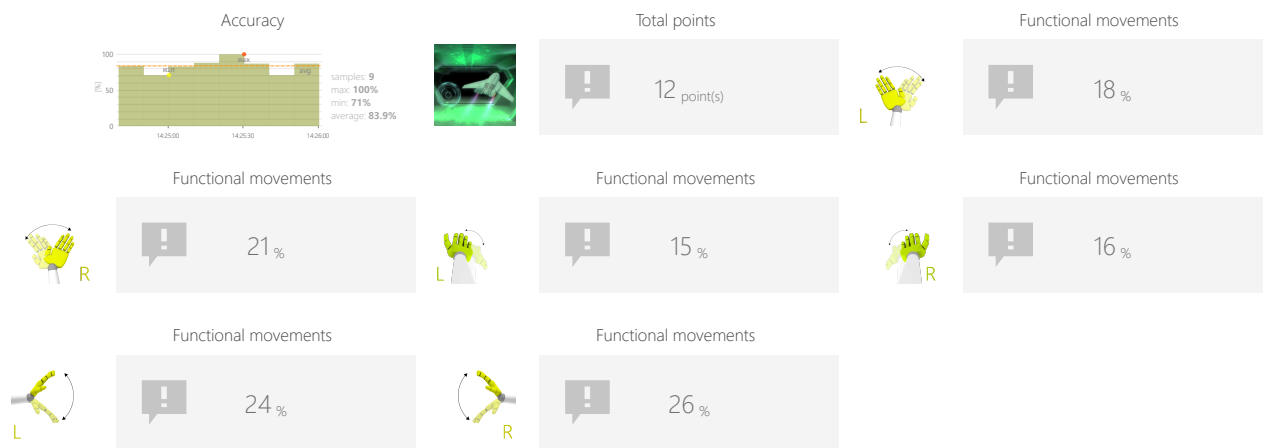 Accuracy
Total points
Functional movements
100
50
0
[%]
min
max
avg
samples: 9
max: 100%
min: 71%
average: 83.9%
14:25:00
14:25:30
14:26:00
12 point(s)
L
18 %
Functional movements
Functional movements
Functional movements
R
21 %
L
15 %
R
16 %
Functional movements
Functional movements
L
24 %
R
26 %